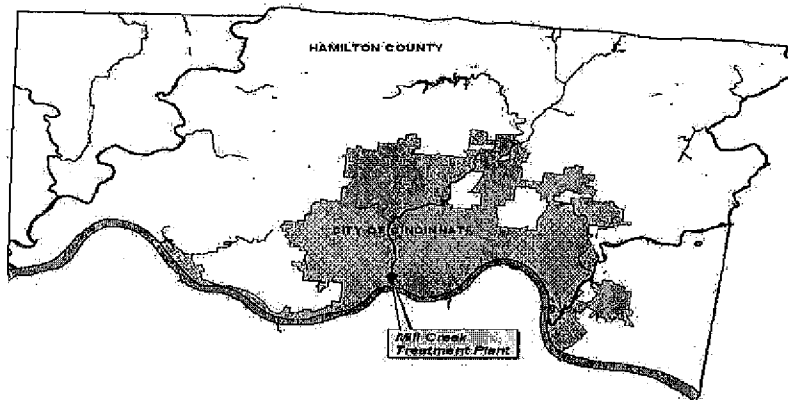 HAMILTON COUNTY
CITY OF CINCINNATI
Mill Creek
Treatment Plant